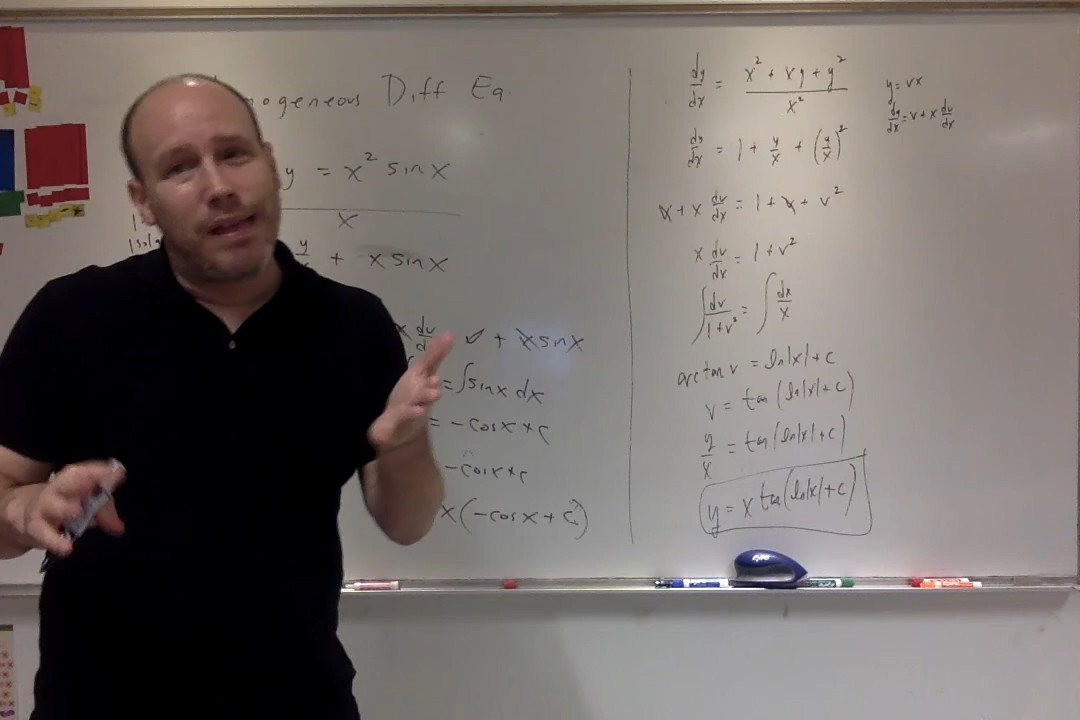 Diff Eq.
y = x² sin x
x
y + x sin x
x dv v + x sin x
= ∫ sin x dx
= -cos x + c
-cos x + c
x(-cos x + c)
dy/dx = (x² + xy + y²)/x²
dy/dx = 1 + y/x + (y/x)²
v + x dv/dx = 1 + v + v²
x dv/dx = 1 + v²
∫ dv/(1+v²) = ∫ dx/x
arctan v = ln|x| + c
v = tan(ln|x| + c)
y/x = tan(ln|x| + c)
y = x tan(ln|x| + c)
y = vx
dy/dx = v + x dv/dx